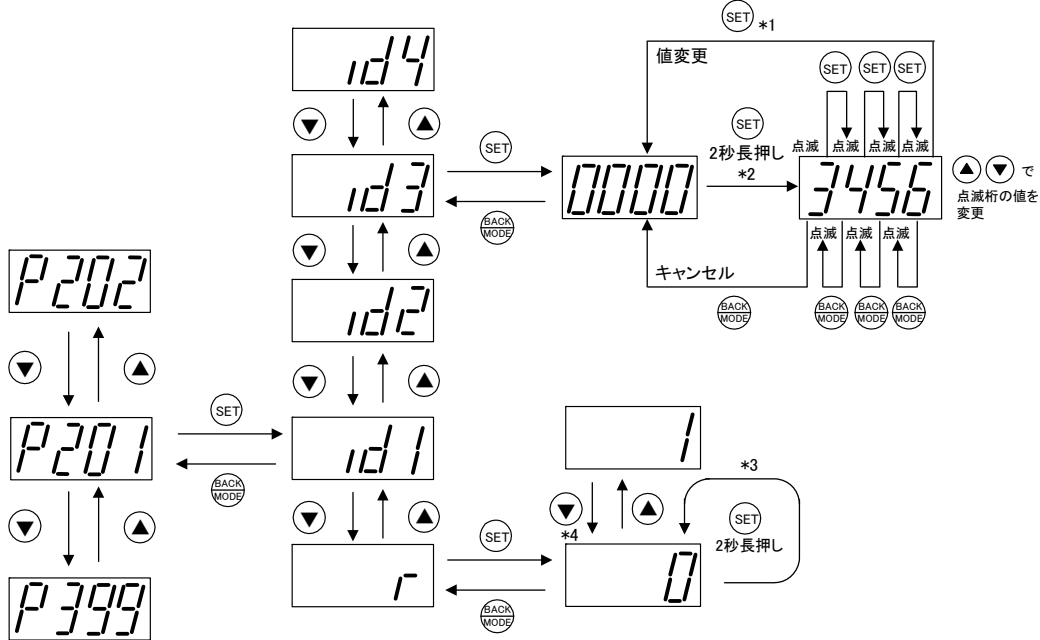 SET *1
値変更
id4
SET SET SET
▼ ▲
SET
SET
2秒長押し
*2
点滅 点滅 点滅 点滅
id3
0000
3456
▲ ▼ で
点滅桁の値を
変更
BACK
MODE
点滅 点滅 点滅
▼ ▲
キャンセル
P202
id2
BACK
MODE
BACK
MODE
BACK
MODE
BACK
MODE
▼ ▲
▼ ▲
SET
P201
id1
1
BACK
MODE
*3
▼ ▲
▼ ▲
SET
▼ ▲
*4
SET
2秒長押し
P399
r
0
BACK
MODE